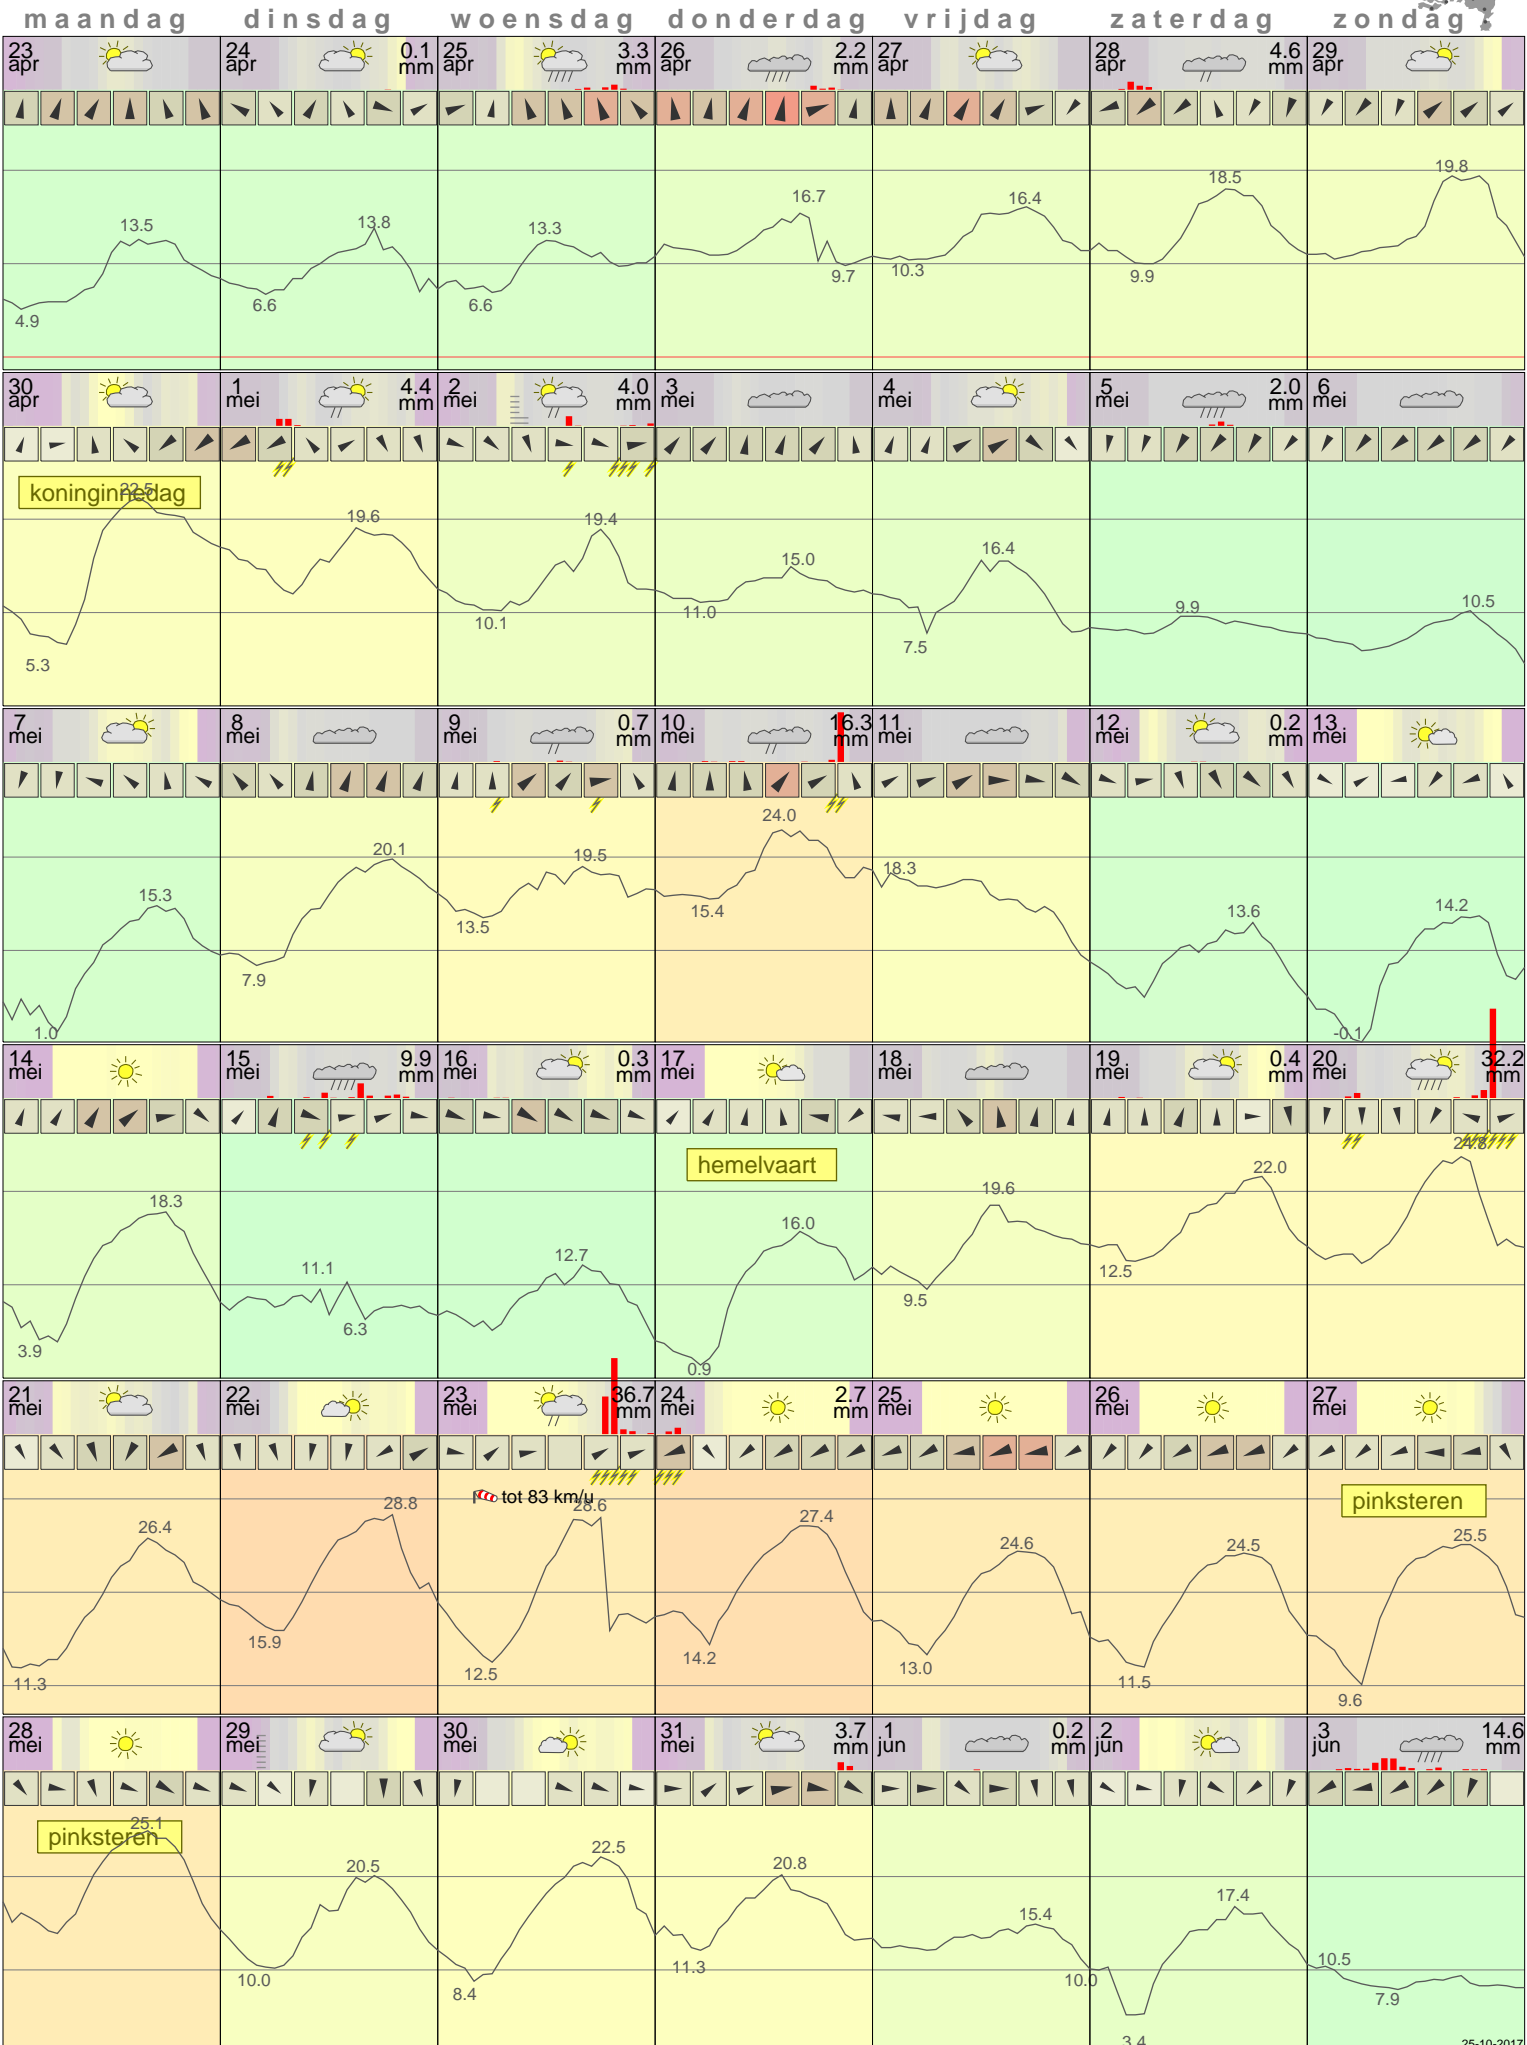 maandag dinsdag woensdag donderdag vrijdag zaterdag zondag
23 24 0.1 25 3.3 26 2.2 27 28 4.6 29
apr apr mm apr mm apr mm apr apr mm apr
13.5 13.8 13.3 16.7 16.4 18.5 19.8
4.9 6.6 6.6 9.7 10.3 9.9
30 1 4.4 2 4.0 3 4 5 2.0 6
apr mei mm mei mm mei mei mei mm mei
koninginnedag
22.5 19.6 19.4 15.0 16.4 9.9 10.5
5.3 10.1 11.0 7.5
7 8 9 0.7 10 16.3 11 12 0.2 13
mei mei mei mm mei mm mei mei mm mei
15.3 20.1 19.5 24.0 18.3 13.6 14.2
1.0 7.9 13.5 15.4 -0.1
14 15 9.9 16 0.3 17 18 19 0.4 20 32.2
mei mei mm mei mm mei mei mei mm mei mm
hemelvaart
18.3 11.1 12.7 16.0 19.6 22.0 24.8
3.9 6.3 0.9 9.5 12.5
21 22 23 36.7 24 2.7 25 26 27
mei mei mei mm mei mm mei mei mei
tot 83 km/u
pinksteren
26.4 28.8 28.6 27.4 24.6 24.5 25.5
11.3 15.9 12.5 14.2 13.0 11.5 9.6
28 29 30 31 3.7 1 0.2 2 3 14.6
mei mei mei mei mm jun mm jun jun mm
pinksteren
25.1 20.5 22.5 20.8 15.4 17.4 10.5
10.0 8.4 11.3 10.0 3.4 7.9
25-10-2017